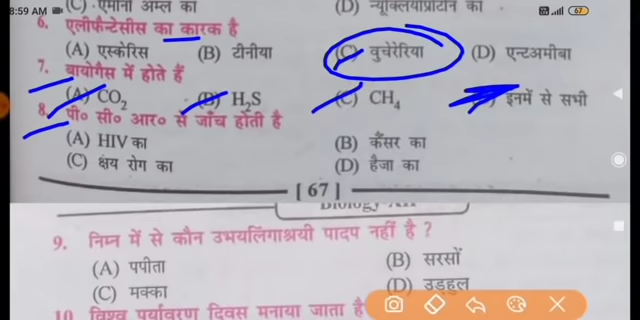 8:59 AM 67
(C) एमीनो अम्ल का (D) न्यूक्लियोप्रोटीन का
6. एलीफैन्टेसीस का कारक है
(A) एस्केरिस (B) टीनीया (C) वुचेरेरिया (D) एन्टअमीबा
7. बायोगैस में होते हैं
(A) CO2 (B) H2S (C) CH4 इनमें से सभी
8. पी० सी० आर० से जाँच होती है
(A) HIV का (B) कैंसर का
(C) क्षय रोग का (D) हैजा का
[ 67 ]
9. निम्न में से कौन उभयलिंगाश्रयी पादप नहीं है ?
(A) पपीता (B) सरसों
(C) मक्का (D) उड़हुल
10. विश्व पर्यावरण दिवस मनाया जाता है